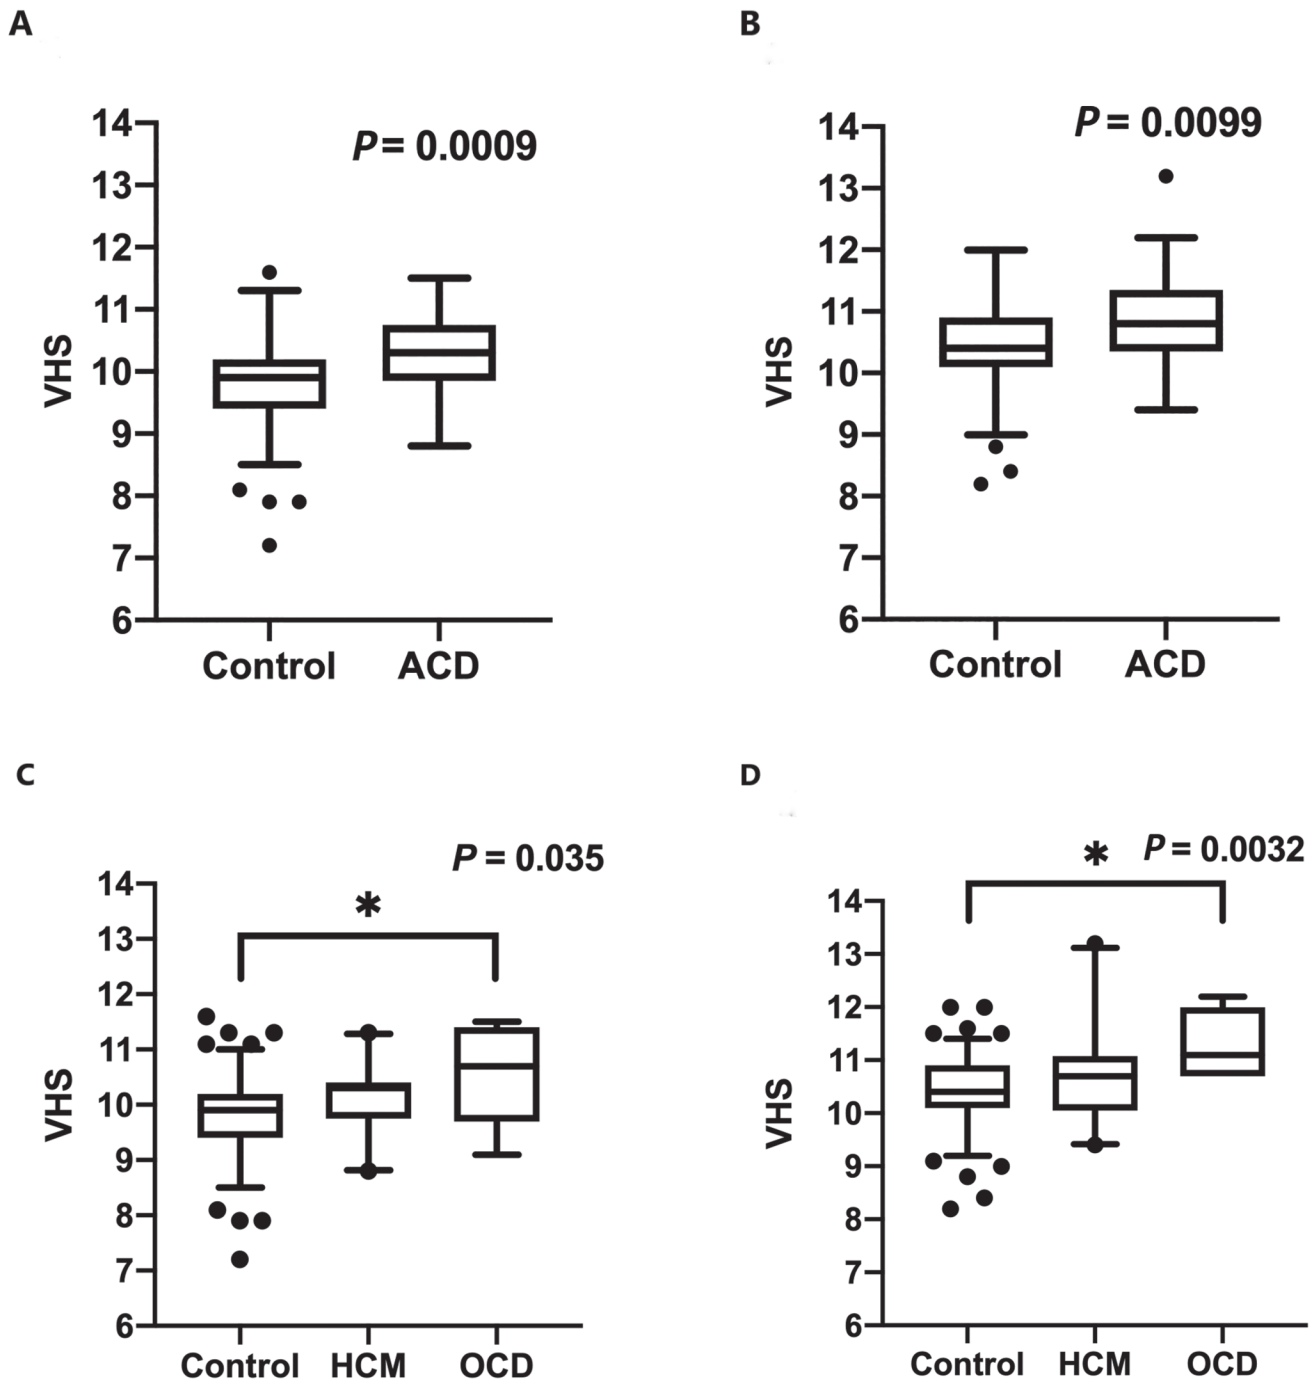 A
P = 0.0009
14
13
12
11
10
9
8
7
6
VHS
Control ACD
B
P = 0.0099
14
13
12
11
10
9
8
7
6
VHS
Control ACD
C
P = 0.035
*
14
13
12
11
10
9
8
7
6
VHS
Control HCM OCD
D
* P = 0.0032
14
13
12
11
10
9
8
7
6
VHS
Control HCM OCD